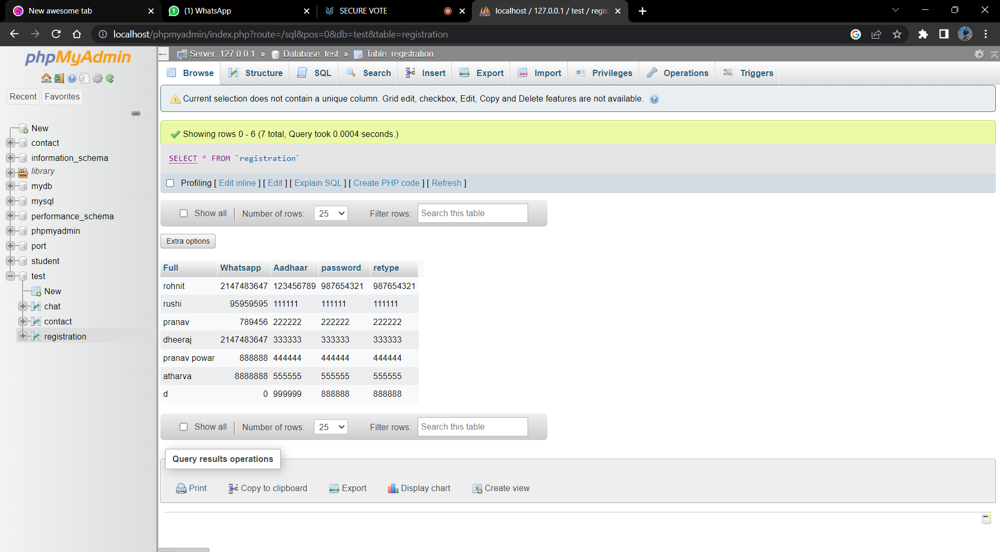 New awesome tab
(1) WhatsApp
SECURE VOTE
localhost / 127.0.0.1 / test / regis
localhost/phpmyadmin/index.php?route=/sql&pos=0&db=test&table=registration
phpMyAdmin
Recent Favorites
New
contact
information_schema
library
mydb
mysql
performance_schema
phpmyadmin
port
student
test
New
chat
contact
registration
Server: 127.0.0.1 » Database: test » Table: registration
Browse Structure SQL Search Insert Export Import Privileges Operations Triggers
Current selection does not contain a unique column. Grid edit, checkbox, Edit, Copy and Delete features are not available.
Showing rows 0 - 6 (7 total, Query took 0.0004 seconds.)
SELECT * FROM `registration`
Profiling [ Edit inline ] [ Edit ] [ Explain SQL ] [ Create PHP code ] [ Refresh ]
Show all Number of rows: 25 Filter rows: Search this table
Extra options
Full Whatsapp Aadhaar password retype
rohnit 2147483647 123456789 987654321 987654321
rushi 95959595 111111 111111 111111
pranav 789456 222222 222222 222222
dheeraj 2147483647 333333 333333 333333
pranav powar 888888 444444 444444 444444
atharva 8888888 555555 555555 555555
d 0 999999 888888 888888
Show all Number of rows: 25 Filter rows: Search this table
Query results operations
Print Copy to clipboard Export Display chart Create view